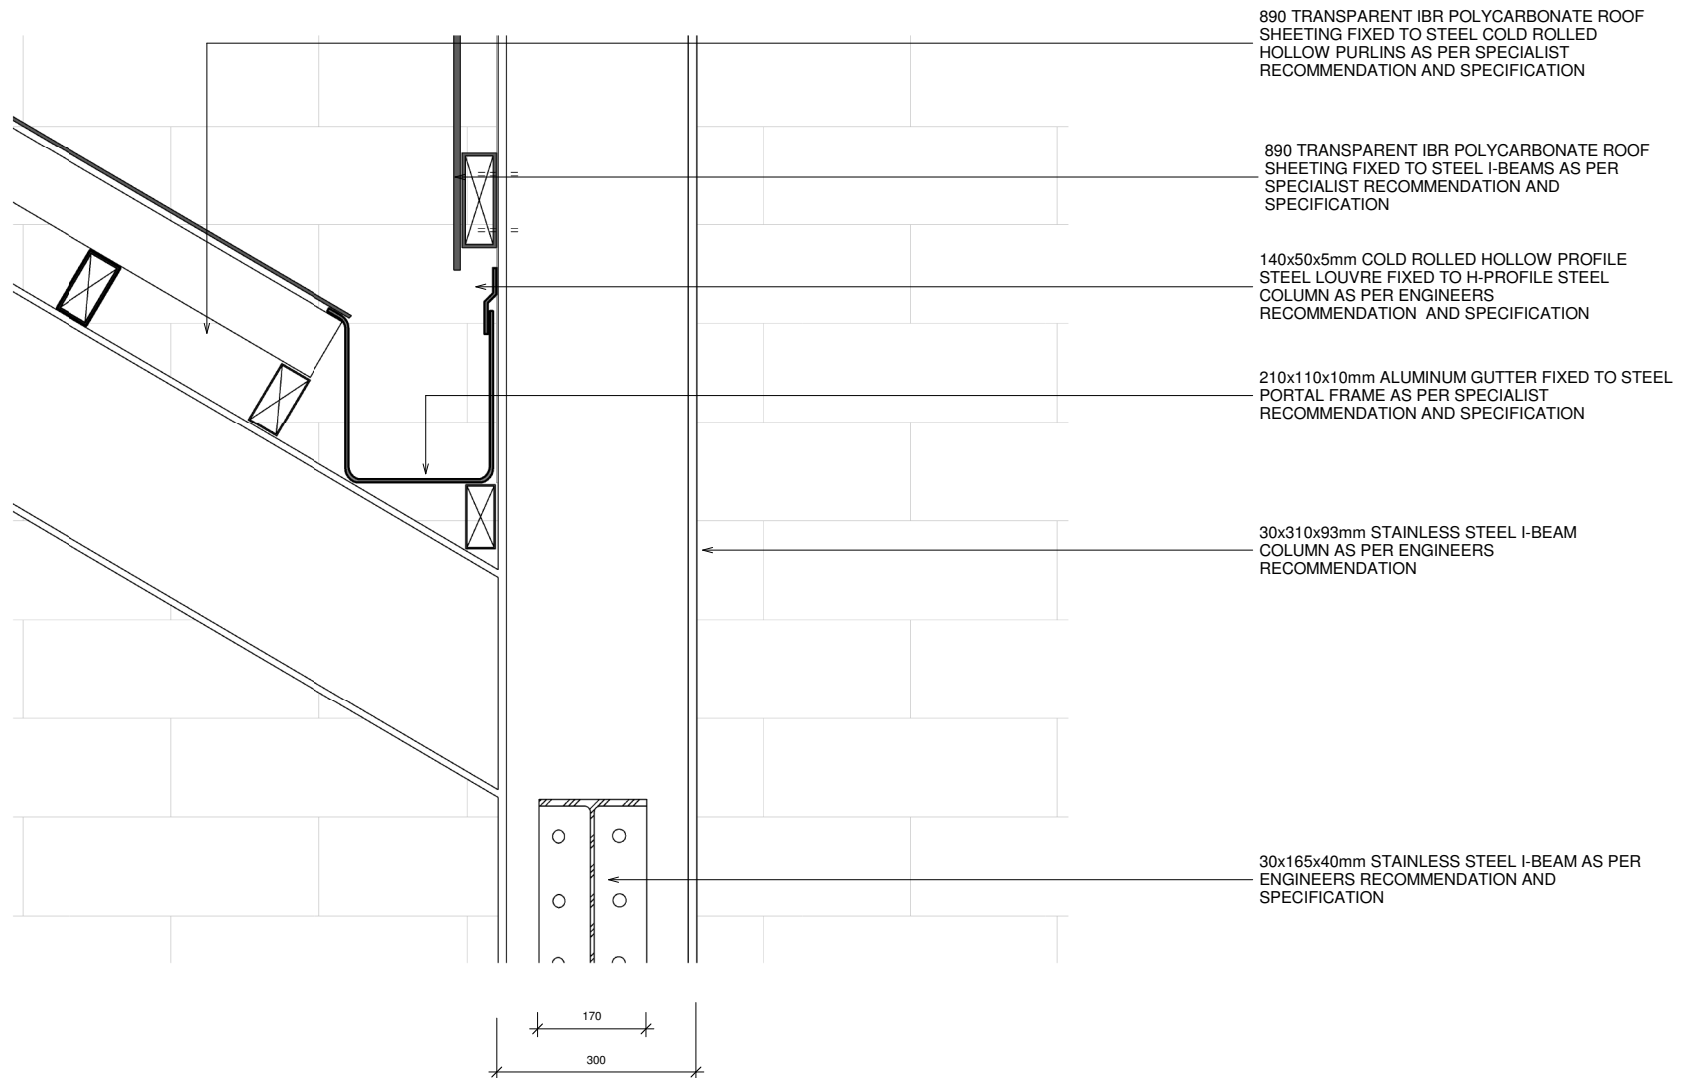 890 TRANSPARENT IBR POLYCARBONATE ROOF
SHEETING FIXED TO STEEL COLD ROLLED
HOLLOW PURLINS AS PER SPECIALIST
RECOMMENDATION AND SPECIFICATION
890 TRANSPARENT IBR POLYCARBONATE ROOF
SHEETING FIXED TO STEEL I-BEAMS AS PER
SPECIALIST RECOMMENDATION AND
SPECIFICATION
140x50x5mm COLD ROLLED HOLLOW PROFILE
STEEL LOUVRE FIXED TO H-PROFILE STEEL
COLUMN AS PER ENGINEERS
RECOMMENDATION  AND SPECIFICATION
210x110x10mm ALUMINUM GUTTER FIXED TO STEEL
PORTAL FRAME AS PER SPECIALIST
RECOMMENDATION AND SPECIFICATION
30x310x93mm STAINLESS STEEL I-BEAM
COLUMN AS PER ENGINEERS
RECOMMENDATION
30x165x40mm STAINLESS STEEL I-BEAM AS PER
ENGINEERS RECOMMENDATION AND
SPECIFICATION
170
300